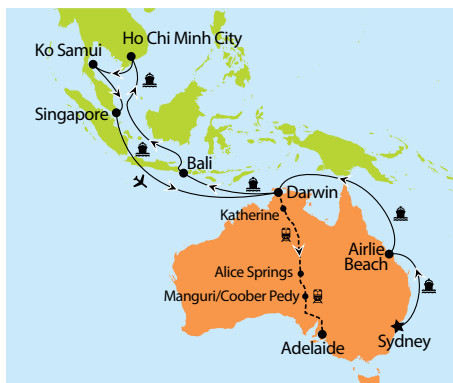 Ho Chi Minh City
Ko Samui
Singapore
Bali
Darwin
Katherine
Airlie
Beach
Alice Springs
Manguri/Coober Pedy
Sydney
Adelaide